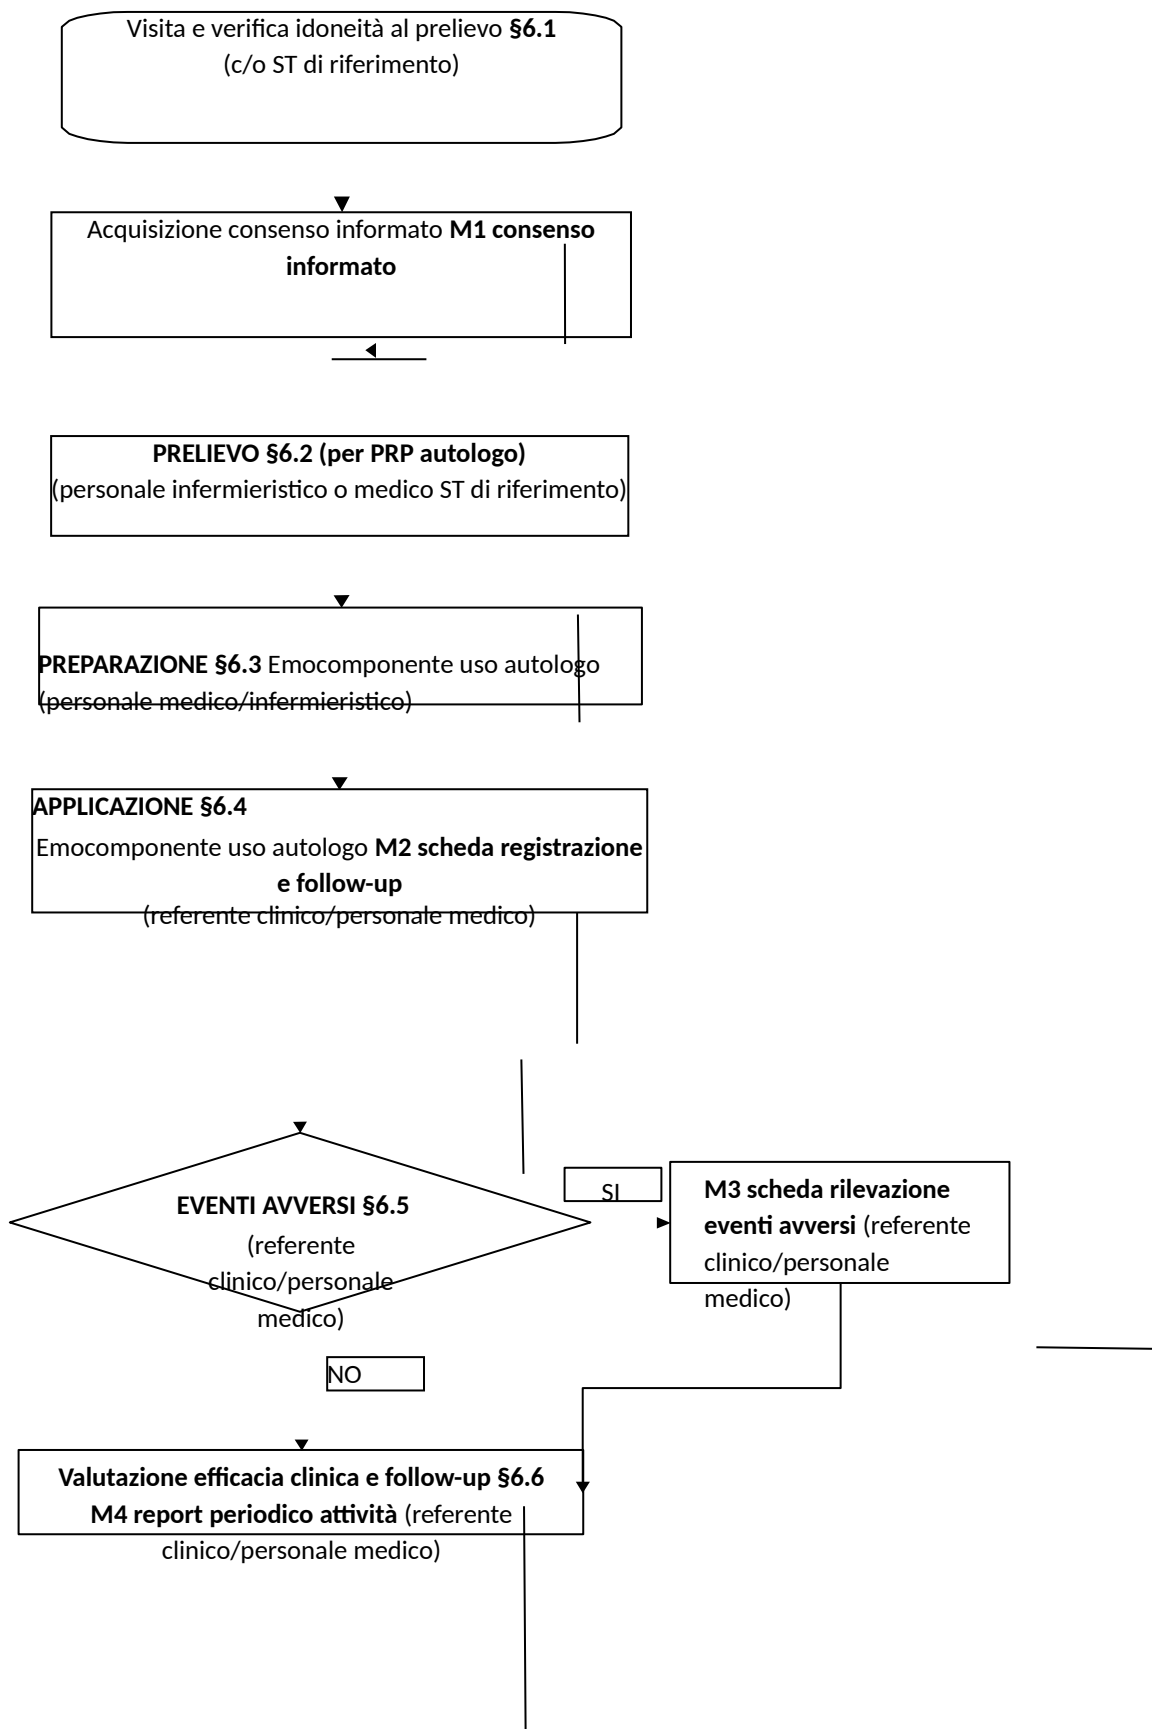 Visita e verifica idoneità al prelievo §6.1
(c/o ST di riferimento)
Acquisizione consenso informato M1 consenso
informato
PRELIEVO §6.2 (per PRP autologo)
(personale infermieristico o medico ST di riferimento)
PREPARAZIONE §6.3 Emocomponente uso autologo
(personale medico/infermieristico)
APPLICAZIONE §6.4
Emocomponente uso autologo M2 scheda registrazione
e follow-up
(referente clinico/personale medico)
EVENTI AVVERSI §6.5
(referente
clinico/personale
medico)
SI
M3 scheda rilevazione
eventi avversi (referente
clinico/personale
medico)
NO
Valutazione efficacia clinica e follow-up §6.6
M4 report periodico attività (referente
clinico/personale medico)